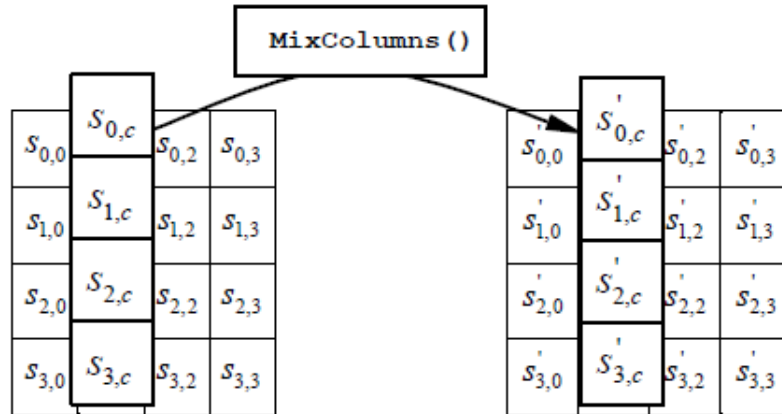 MixColumns()
s0,0 S0,c s0,2 s0,3 s'0,0 S'0,c s'0,2 s'0,3
s1,0 S1,c s1,2 s1,3 s'1,0 S'1,c s'1,2 s'1,3
s2,0 S2,c s2,2 s2,3 s'2,0 S'2,c s'2,2 s'2,3
s3,0 S3,c s3,2 s3,3 s'3,0 S'3,c s'3,2 s'3,3